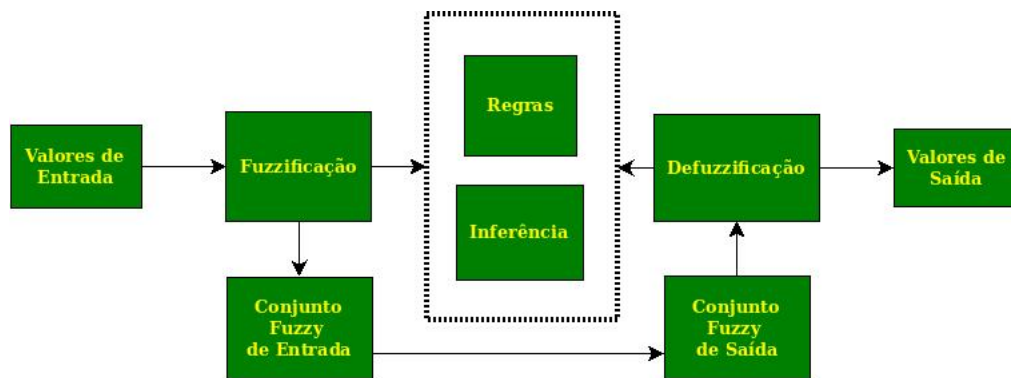 Valores de
Entrada
Fuzzificação
Regras
Inferência
Defuzzificação
Valores de
Saída
Conjunto
Fuzzy
de Entrada
Conjunto
Fuzzy
de Saída